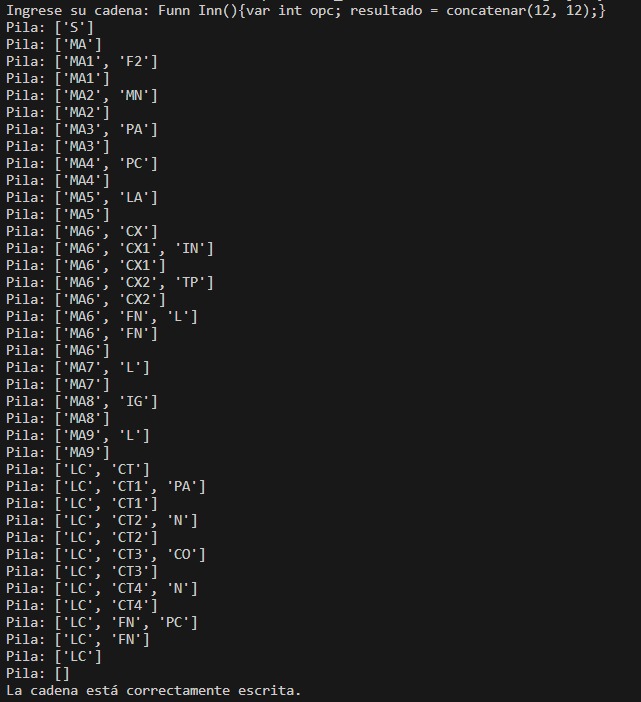 Ingrese su cadena: Funn Inn(){var int opc; resultado = concatenar(12, 12);}
Pila: ['S']
Pila: ['MA']
Pila: ['MA1', 'F2']
Pila: ['MA1']
Pila: ['MA2', 'MN']
Pila: ['MA2']
Pila: ['MA3', 'PA']
Pila: ['MA3']
Pila: ['MA4', 'PC']
Pila: ['MA4']
Pila: ['MA5', 'LA']
Pila: ['MA5']
Pila: ['MA6', 'CX']
Pila: ['MA6', 'CX1', 'IN']
Pila: ['MA6', 'CX1']
Pila: ['MA6', 'CX2', 'TP']
Pila: ['MA6', 'CX2']
Pila: ['MA6', 'FN', 'L']
Pila: ['MA6', 'FN']
Pila: ['MA6']
Pila: ['MA7', 'L']
Pila: ['MA7']
Pila: ['MA8', 'IG']
Pila: ['MA8']
Pila: ['MA9', 'L']
Pila: ['MA9']
Pila: ['LC', 'CT']
Pila: ['LC', 'CT1', 'PA']
Pila: ['LC', 'CT1']
Pila: ['LC', 'CT2', 'N']
Pila: ['LC', 'CT2']
Pila: ['LC', 'CT3', 'CO']
Pila: ['LC', 'CT3']
Pila: ['LC', 'CT4', 'N']
Pila: ['LC', 'CT4']
Pila: ['LC', 'FN', 'PC']
Pila: ['LC', 'FN']
Pila: ['LC']
Pila: []
La cadena está correctamente escrita.